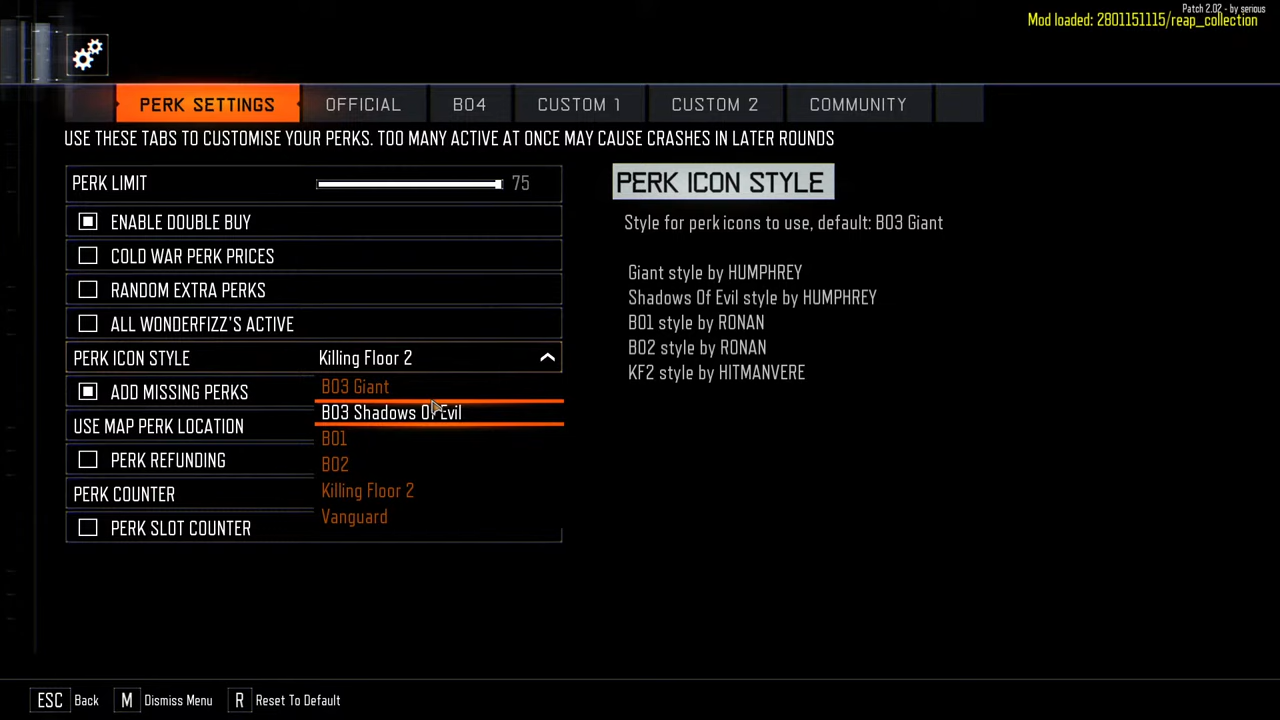 Patch 2.02 - by serious
Mod loaded: 2801151115/reap_collection
PERK SETTINGS
OFFICIAL
BO4
CUSTOM 1
CUSTOM 2
COMMUNITY
USE THESE TABS TO CUSTOMISE YOUR PERKS. TOO MANY ACTIVE AT ONCE MAY CAUSE CRASHES IN LATER ROUNDS
PERK LIMIT 75
ENABLE DOUBLE BUY
COLD WAR PERK PRICES
RANDOM EXTRA PERKS
ALL WONDERFIZZ'S ACTIVE
PERK ICON STYLE Killing Floor 2
BO3 Giant
BO3 Shadows Of Evil
BO1
BO2
Killing Floor 2
Vanguard
ADD MISSING PERKS
USE MAP PERK LOCATION
PERK REFUNDING
PERK COUNTER
PERK SLOT COUNTER
PERK ICON STYLE
Style for perk icons to use, default: BO3 Giant
Giant style by HUMPHREY
Shadows Of Evil style by HUMPHREY
BO1 style by RONAN
BO2 style by RONAN
KF2 style by HITMANVERE
ESC Back
M Dismiss Menu
R Reset To Default